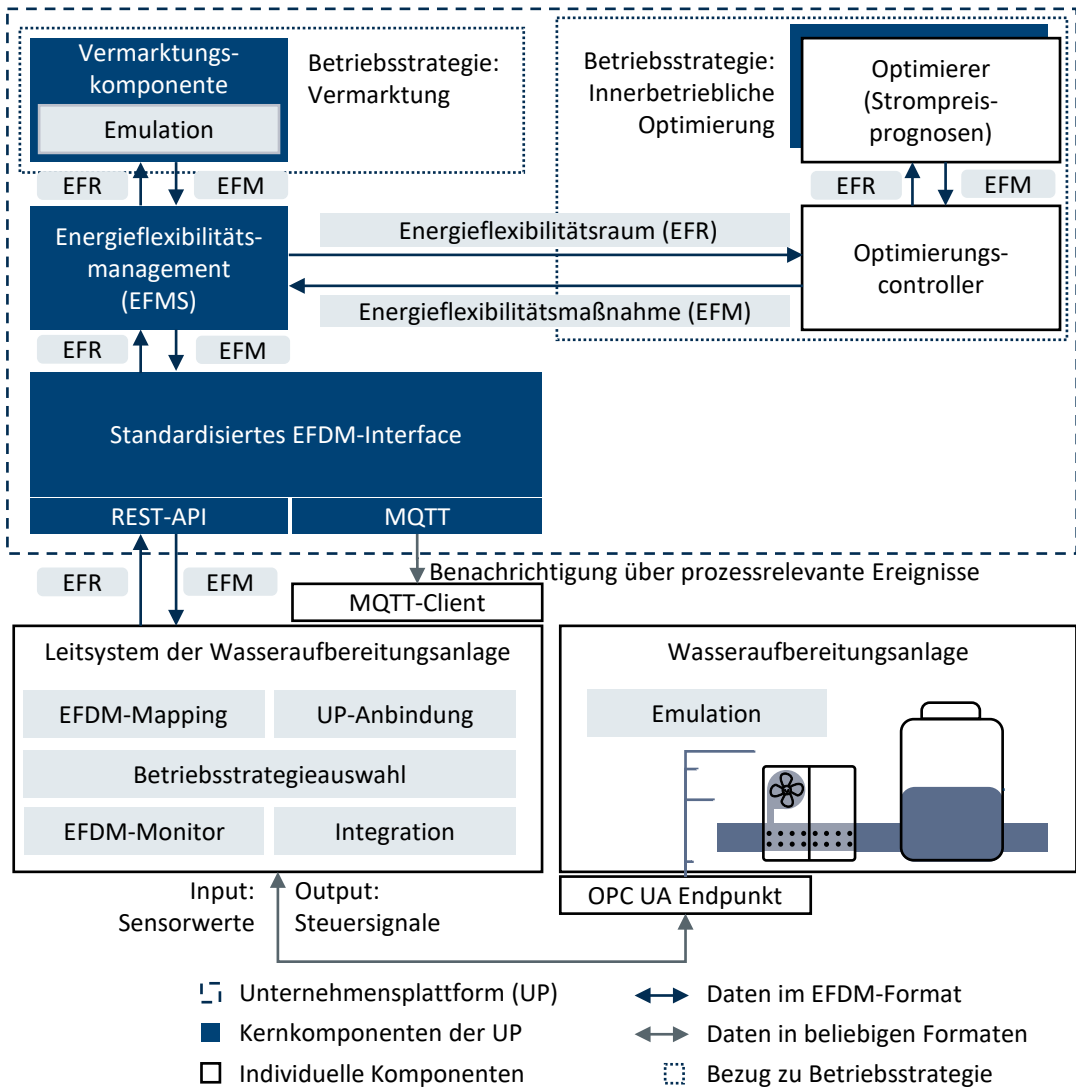 Vermarktungs-
komponente
Emulation
Betriebsstrategie:
Vermarktung
Betriebsstrategie:
Innerbetriebliche
Optimierung
Optimierer
(Strompreis-
prognosen)
EFR
EFM
EFR
EFM
Energieflexibilitäts-
management
(EFMS)
Energieflexibilitätsraum (EFR)
Energieflexibilitätsmaßnahme (EFM)
Optimierungs-
controller
EFR
EFM
Standardisiertes EFDM-Interface
REST-API
MQTT
EFR
EFM
Benachrichtigung über prozessrelevante Ereignisse
MQTT-Client
Leitsystem der Wasseraufbereitungsanlage
EFDM-Mapping
UP-Anbindung
Betriebsstrategieauswahl
EFDM-Monitor
Integration
Wasseraufbereitungsanlage
Emulation
OPC UA Endpunkt
Input:
Sensorwerte
Output:
Steuersignale
Unternehmensplattform (UP)
Kernkomponenten der UP
Individuelle Komponenten
Daten im EFDM-Format
Daten in beliebigen Formaten
Bezug zu Betriebsstrategie